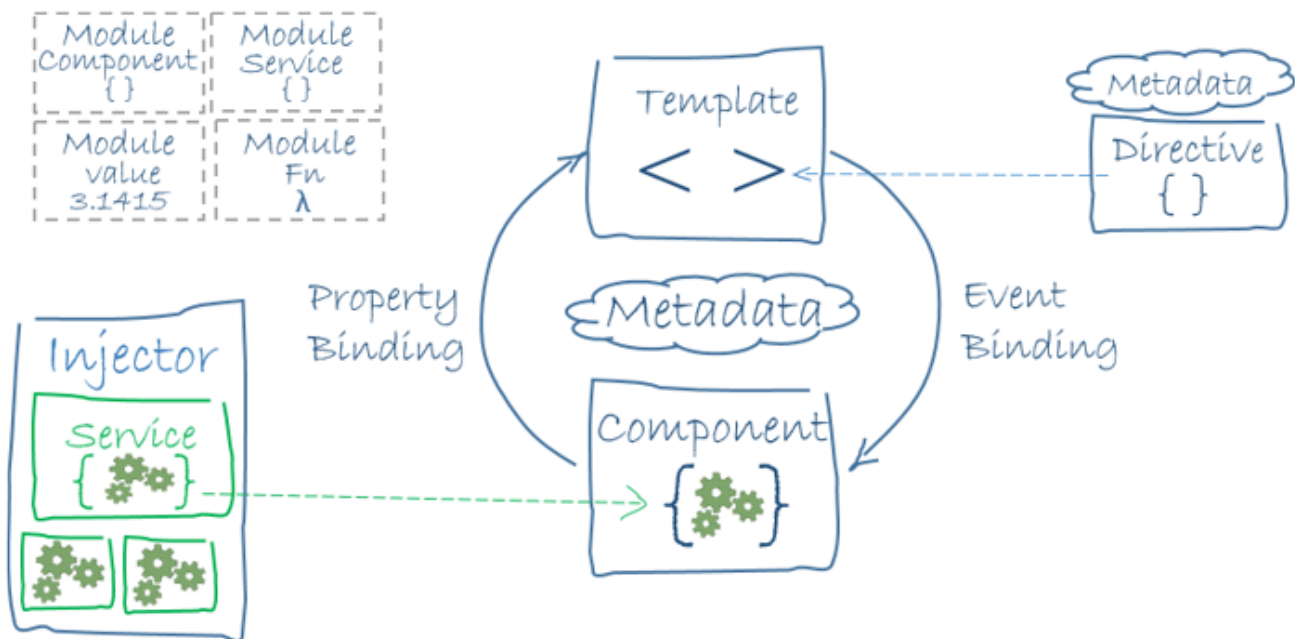 Module
Component
{ }
Module
Service
{ }
Module
value
3.1415
Module
Fn
λ
Template
< >
Metadata
Directive
{ }
Property
Binding
Metadata
Event
Binding
Injector
Service
{ }
Component
{ }